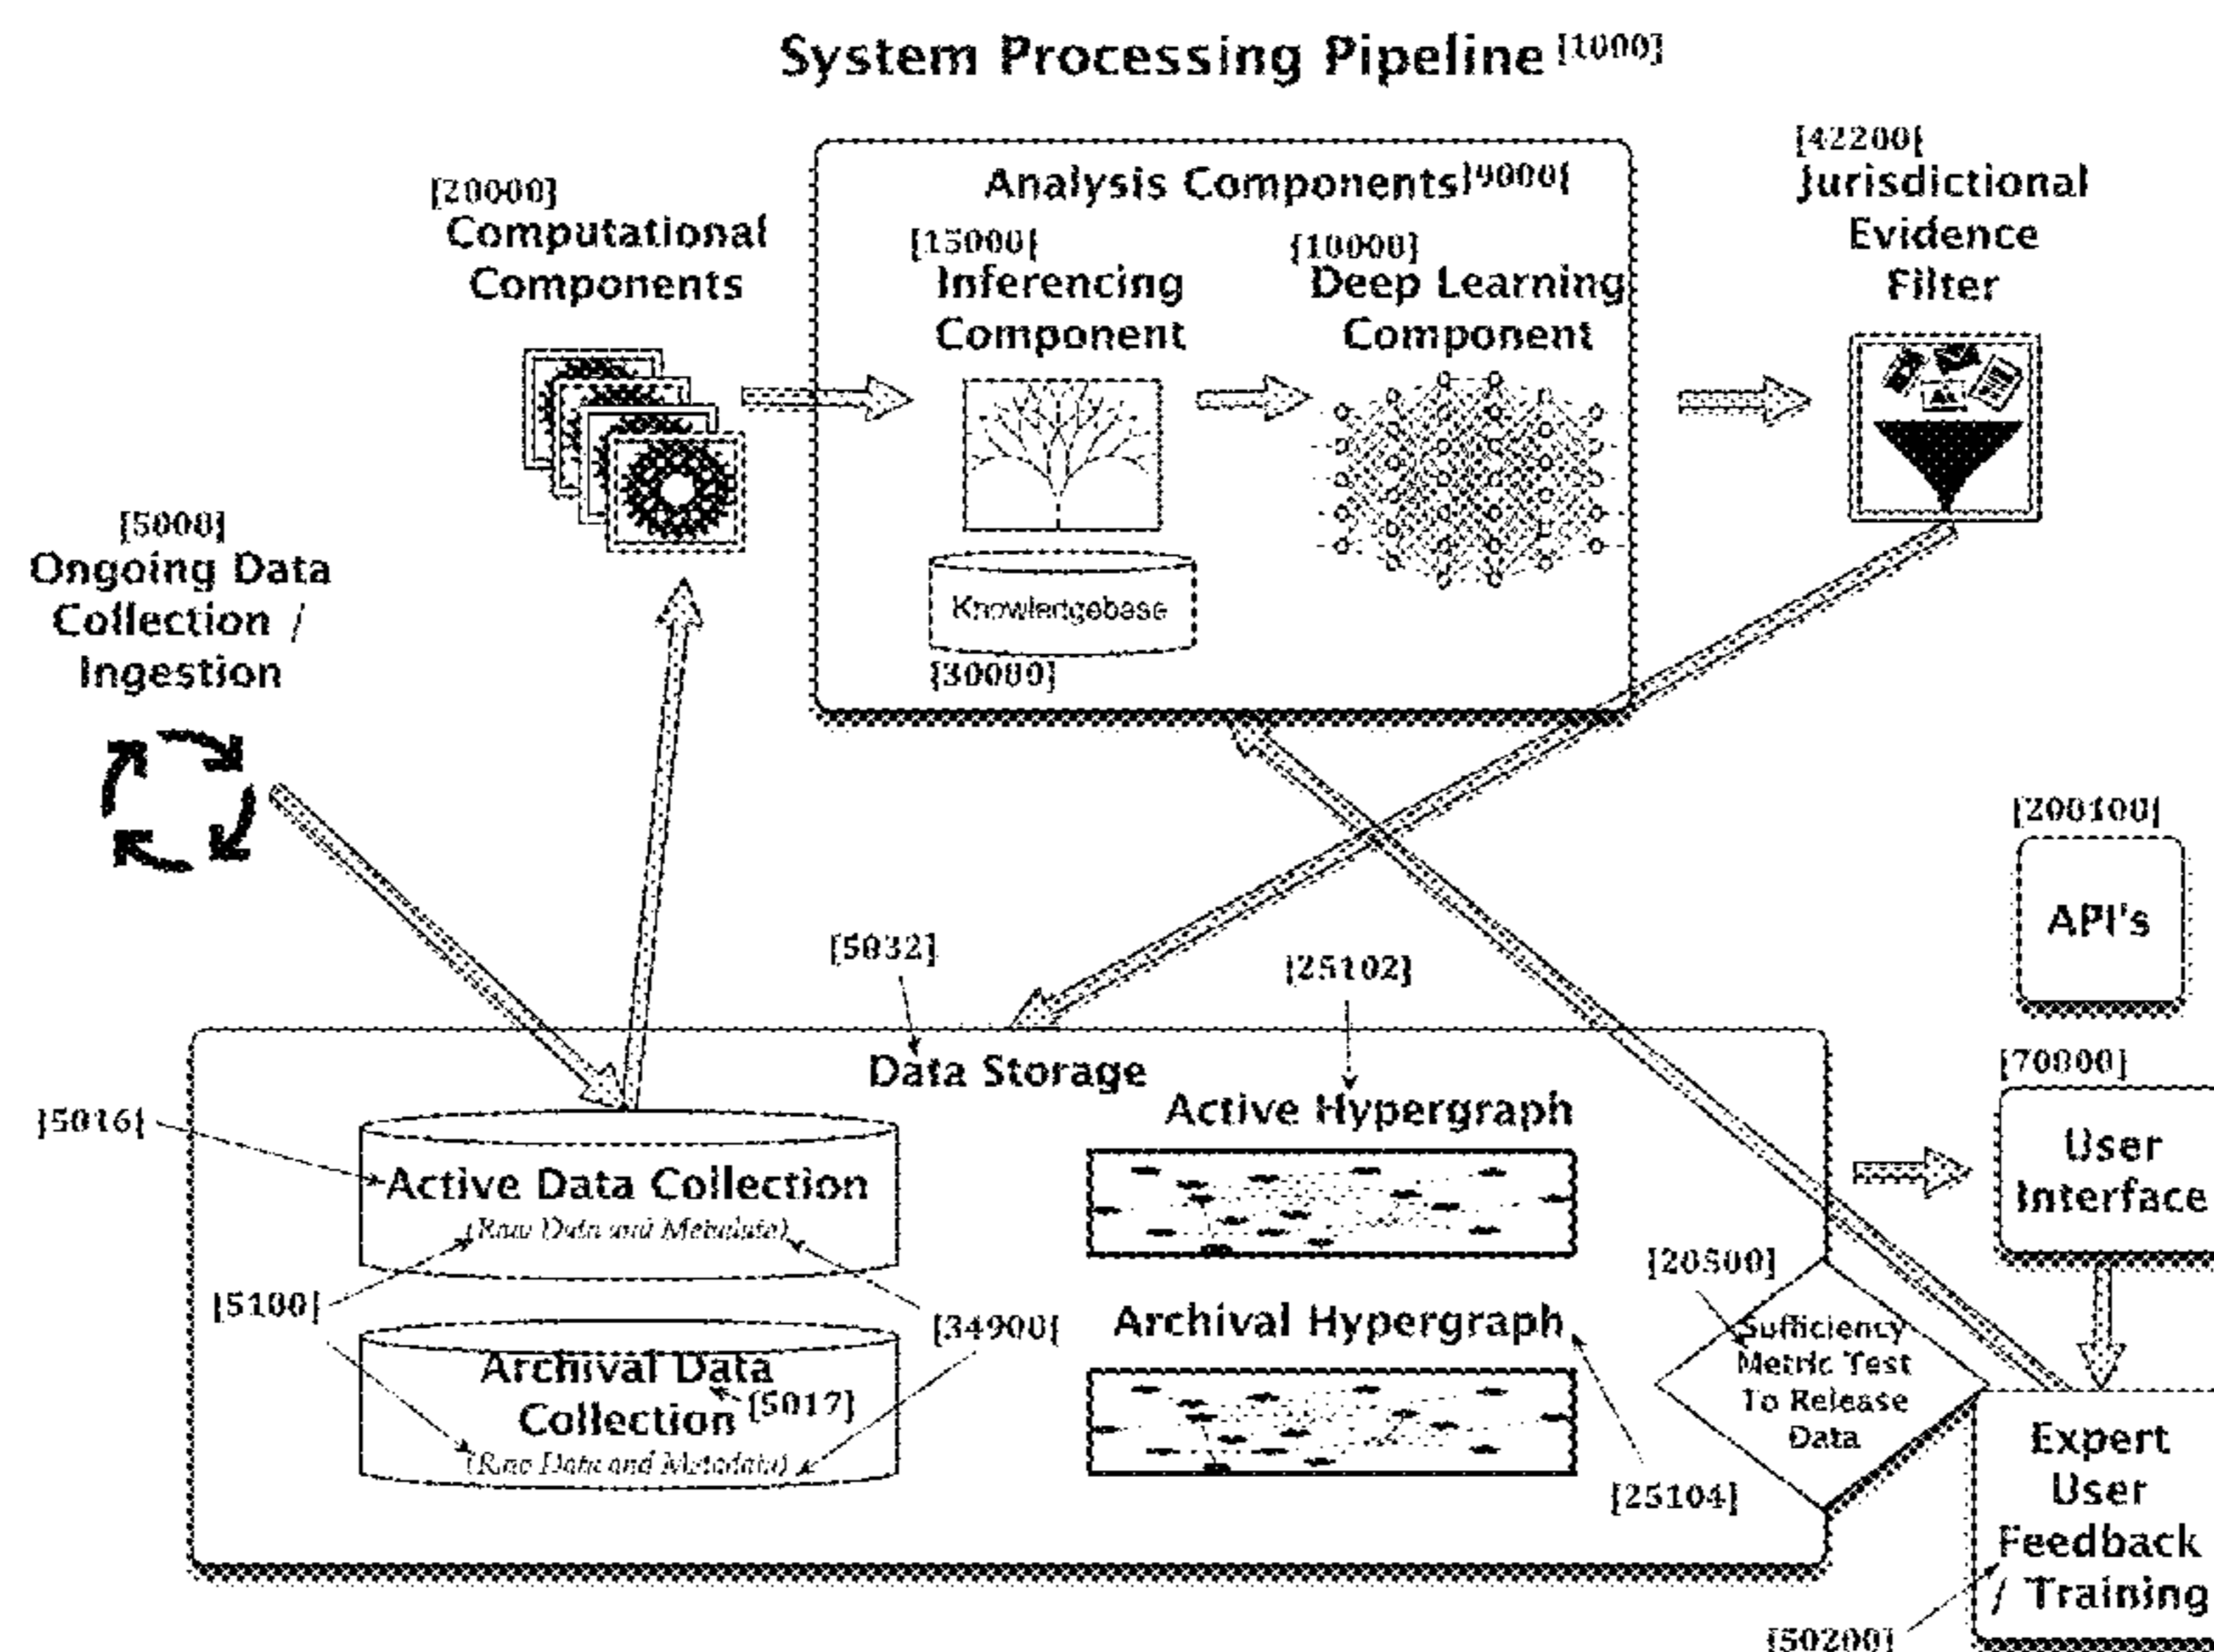 System Processing Pipeline [1000]
[42200]
Jurisdictional
Evidence
Filter
Analysis Components [9000]
[20000]
Computational
Components
[15000]
Inferencing
Component
[10000]
Deep Learning
Component
[5000]
Ongoing Data
Collection /
Ingestion
Knowledgebase
[30000]
[200100]
API's
[5032]
[25102]
Data Storage
[70000]
User
Interface
Active Hypergraph
[5016]
Active Data Collection
(Raw Data and Metadata)
[20500]
[5100]
[34900]
Archival Hypergraph
Sufficiency
Metric Test
To Release
Data
Archival Data
Collection [5017]
(Raw Data and Metadata)
[25104]
Expert
User
Feedback
/ Training
[50200]